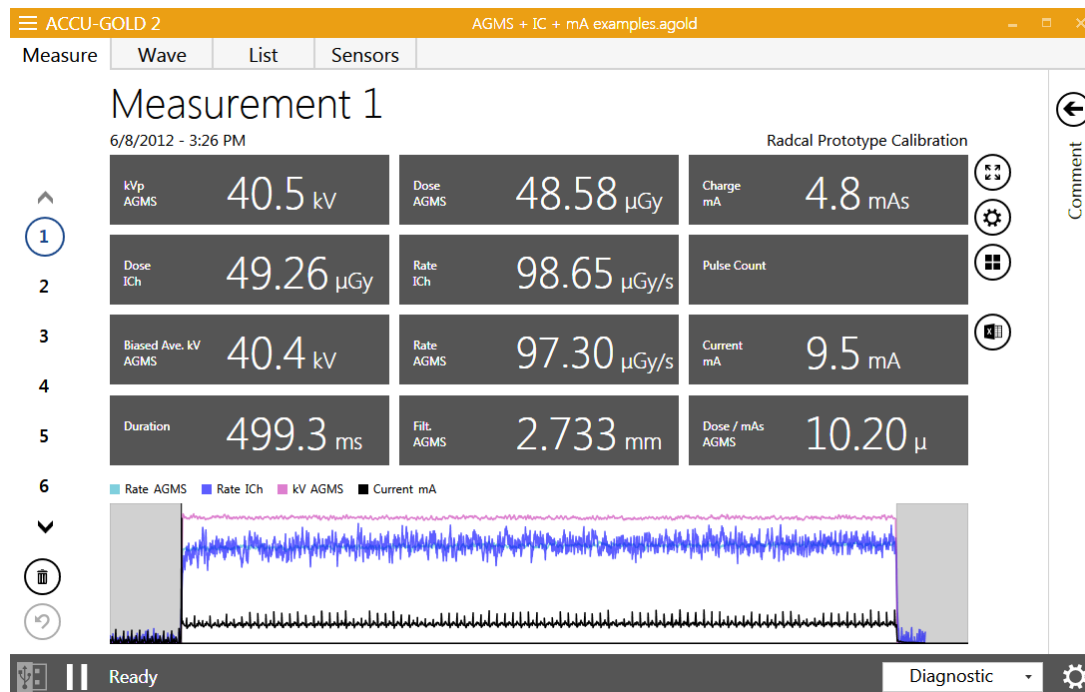 ACCU-GOLD 2
AGMS + IC + mA examples.agold
Measure Wave List Sensors
Measurement 1
6/8/2012 - 3:26 PM
Radcal Prototype Calibration
Comment
kVp
AGMS
40.5 kV
Dose
AGMS
48.58 µGy
Charge
mA
4.8 mAs
Dose
ICh
49.26 µGy
Rate
ICh
98.65 µGy/s
Pulse Count
Biased Ave. kV
AGMS
40.4 kV
Rate
AGMS
97.30 µGy/s
Current
mA
9.5 mA
Duration
499.3 ms
Filt.
AGMS
2.733 mm
Dose / mAs
AGMS
10.20 µ
1
2
3
4
5
6
Rate AGMS Rate ICh kV AGMS Current mA
Ready
Diagnostic